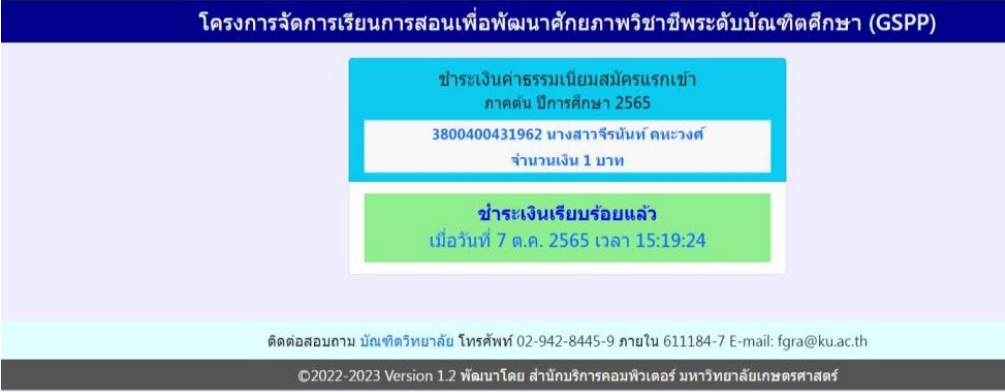 โครงการจัดการเรียนการสอนเพื่อพัฒนาศักยภาพวิชาชีพระดับบัณฑิตศึกษา (GSPP)
ชำระเงินค่าธรรมเนียมสมัครแรกเข้า
ภาคต้น ปีการศึกษา 2565
3800400431962 นางสาวจีรนันท์ คหะวงศ์
จำนวนเงิน 1 บาท
ชำระเงินเรียบร้อยแล้ว
เมื่อวันที่ 7 ต.ค. 2565 เวลา 15:19:24
ติดต่อสอบถาม บัณฑิตวิทยาลัย โทรศัพท์ 02-942-8445-9 ภายใน 611184-7 E-mail: fgra@ku.ac.th
©2022-2023 Version 1.2 พัฒนาโดย สำนักบริการคอมพิวเตอร์ มหาวิทยาลัยเกษตรศาสตร์